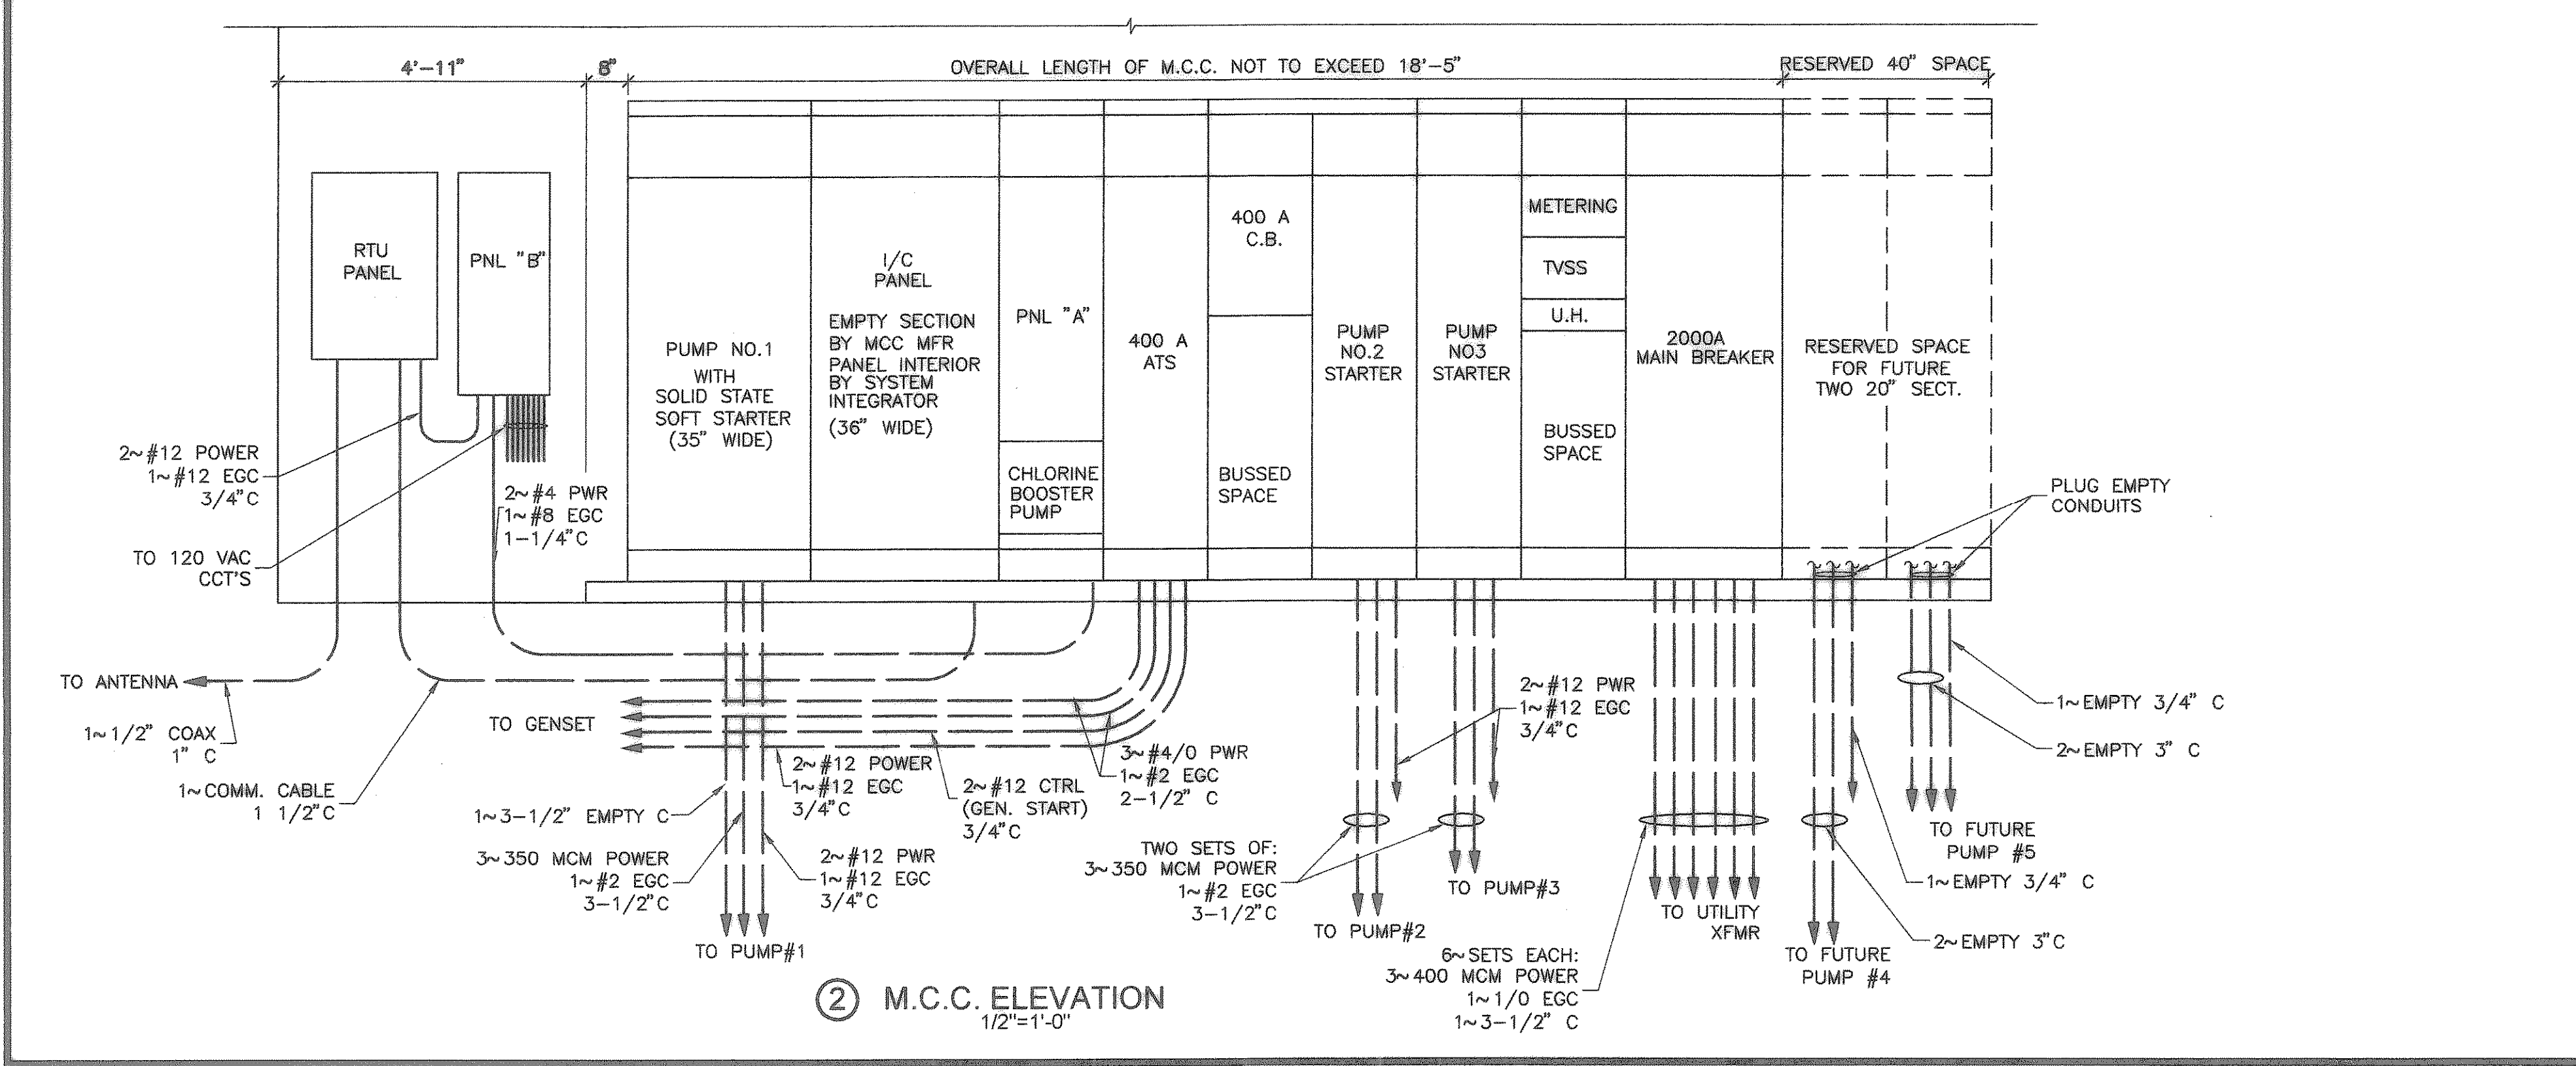 4'-11"
8"
OVERALL LENGTH OF M.C.C. NOT TO EXCEED 18'-5"
RESERVED 40" SPACE
RTU
PANEL
PNL "B"
PUMP NO.1
WITH
SOLID STATE
SOFT STARTER
(35" WIDE)
I/C
PANEL
EMPTY SECTION
BY MCC MFR
PANEL INTERIOR
BY SYSTEM
INTEGRATOR
(36" WIDE)
PNL "A"
CHLORINE
BOOSTER
PUMP
400 A
ATS
400 A
C.B.
BUSSED
SPACE
PUMP
NO.2
STARTER
PUMP
NO3
STARTER
METERING
TVSS
U.H.
BUSSED
SPACE
2000A
MAIN BREAKER
RESERVED SPACE
FOR FUTURE
TWO 20" SECT.
PLUG EMPTY
CONDUITS
2~#12 POWER
1~#12 EGC
3/4"C
TO 120 VAC
CCT'S
2~#4 PWR
1~#8 EGC
1-1/4"C
TO ANTENNA
1~1/2" COAX
1" C
1~COMM. CABLE
1 1/2"C
TO GENSET
1~3-1/2" EMPTY C
3~350 MCM POWER
1~#2 EGC
3-1/2"C
2~#12 POWER
1~#12 EGC
3/4"C
2~#12 PWR
1~#12 EGC
3/4"C
TO PUMP#1
2~#12 CTRL
(GEN. START)
3/4"C
3~#4/0 PWR
1~#2 EGC
2-1/2" C
2~#12 PWR
1~#12 EGC
3/4"C
TWO SETS OF:
3~350 MCM POWER
1~#2 EGC
3-1/2"C
TO PUMP#2
TO PUMP#3
6~SETS EACH:
3~400 MCM POWER
1~1/0 EGC
1~3-1/2" C
TO UTILITY
XFMR
1~EMPTY 3/4" C
2~EMPTY 3" C
TO FUTURE
PUMP #5
1~EMPTY 3/4" C
2~EMPTY 3"C
TO FUTURE
PUMP #4
2 M.C.C. ELEVATION
1/2"=1'-0"